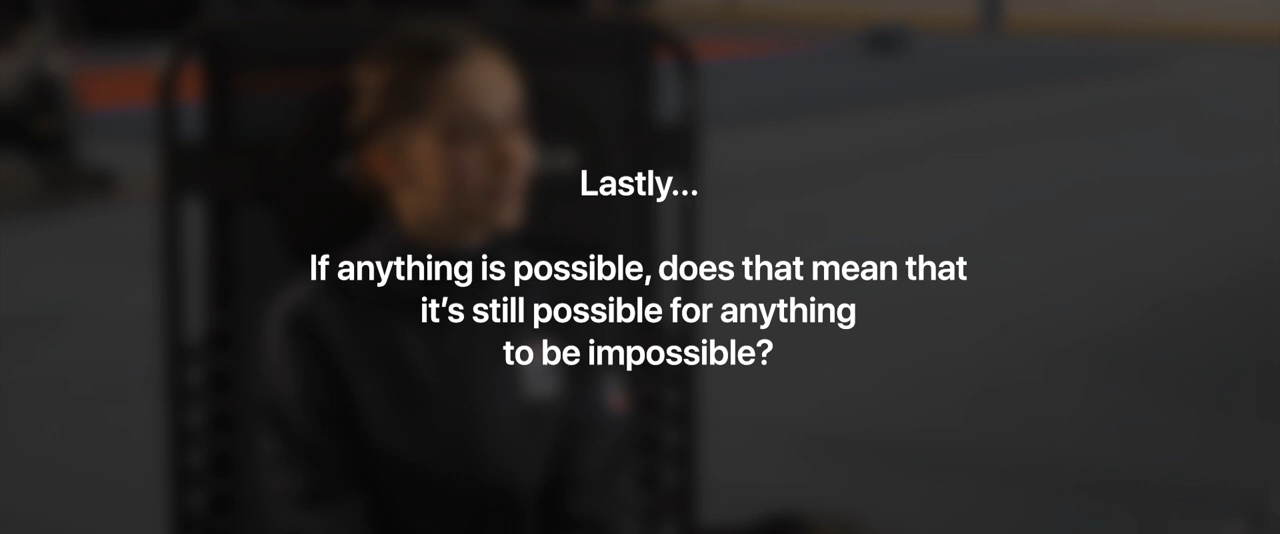 Lastly...
If anything is possible, does that mean that
it's still possible for anything
to be impossible?